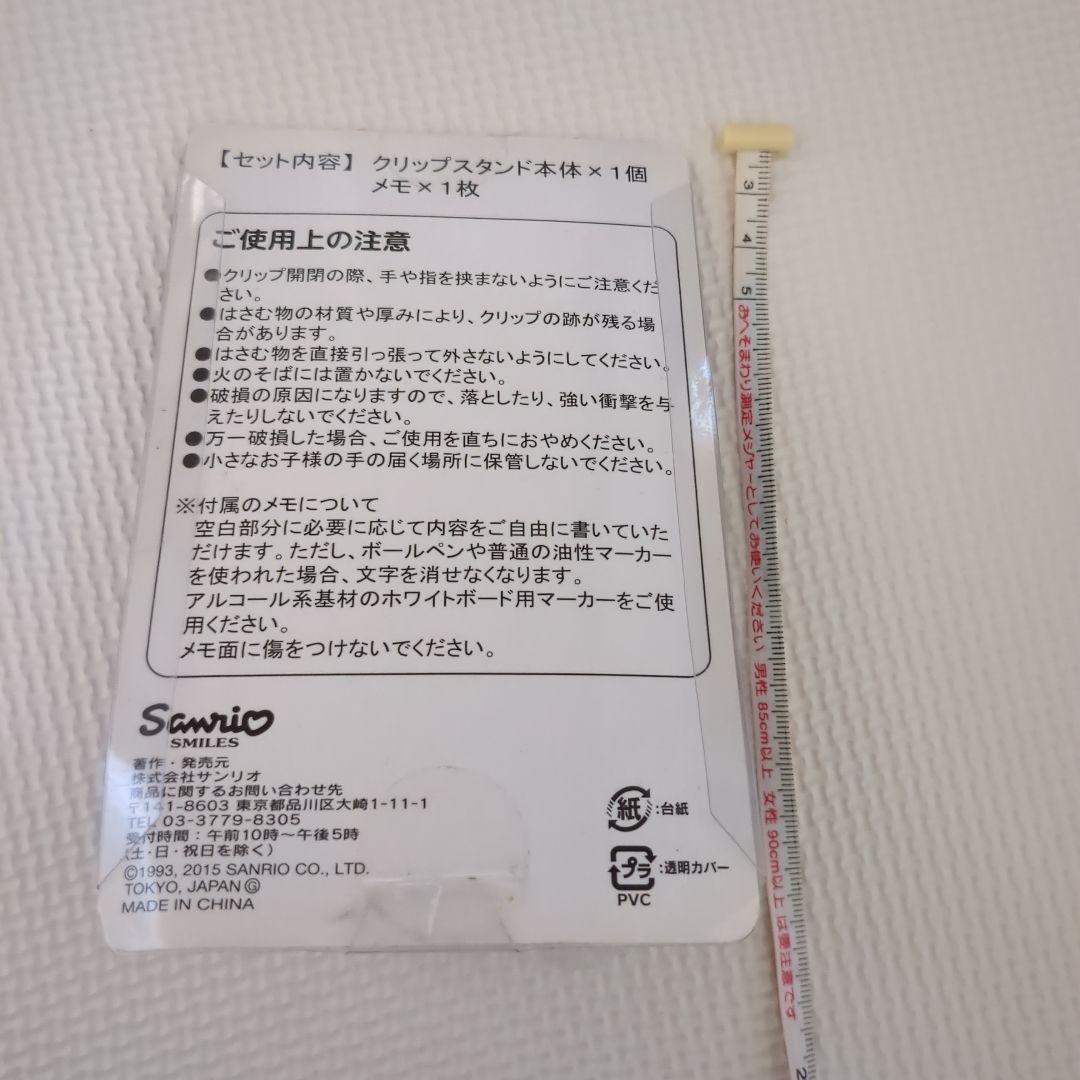 【セット内容】 クリップスタンド本体×1個
メモ×1枚
ご使用上の注意
●クリップ開閉の際、手や指を挟まないようにご注意くだ
さい。
●はさむ物の材質や厚みにより、クリップの跡が残る場
合があります。
●はさむ物を直接引っ張って外さないようにしてください。
●火のそばには置かないでください。
●破損の原因になりますので、落としたり、強い衝撃を与
えたりしないでください。
●万一破損した場合、ご使用を直ちにおやめください。
●小さなお子様の手の届く場所に保管しないでください。
※付属のメモについて
空白部分に必要に応じて内容をご自由に書いていた
だけます。ただし、ボールペンや普通の油性マーカー
を使われた場合、文字を消せなくなります。
アルコール系基材のホワイトボード用マーカーをご使
用ください。
メモ面に傷をつけないでください。
Sanrio
SMILES
著作・発売元
株式会社サンリオ
商品に関するお問い合わせ先
〒141-8603 東京都品川区大崎1-11-1
TEL 03-3779-8305
受付時間:午前10時～午後5時
(土・日・祝日を除く)
©1993, 2015 SANRIO CO., LTD.
TOKYO, JAPAN Ⓖ
MADE IN CHINA
紙:台紙
プラ:透明カバー
PVC
3
4
5
おへそまわり測定メジャーとしてお使いください 男性 85cm以上 女性 90cm以上 は要注意です
2